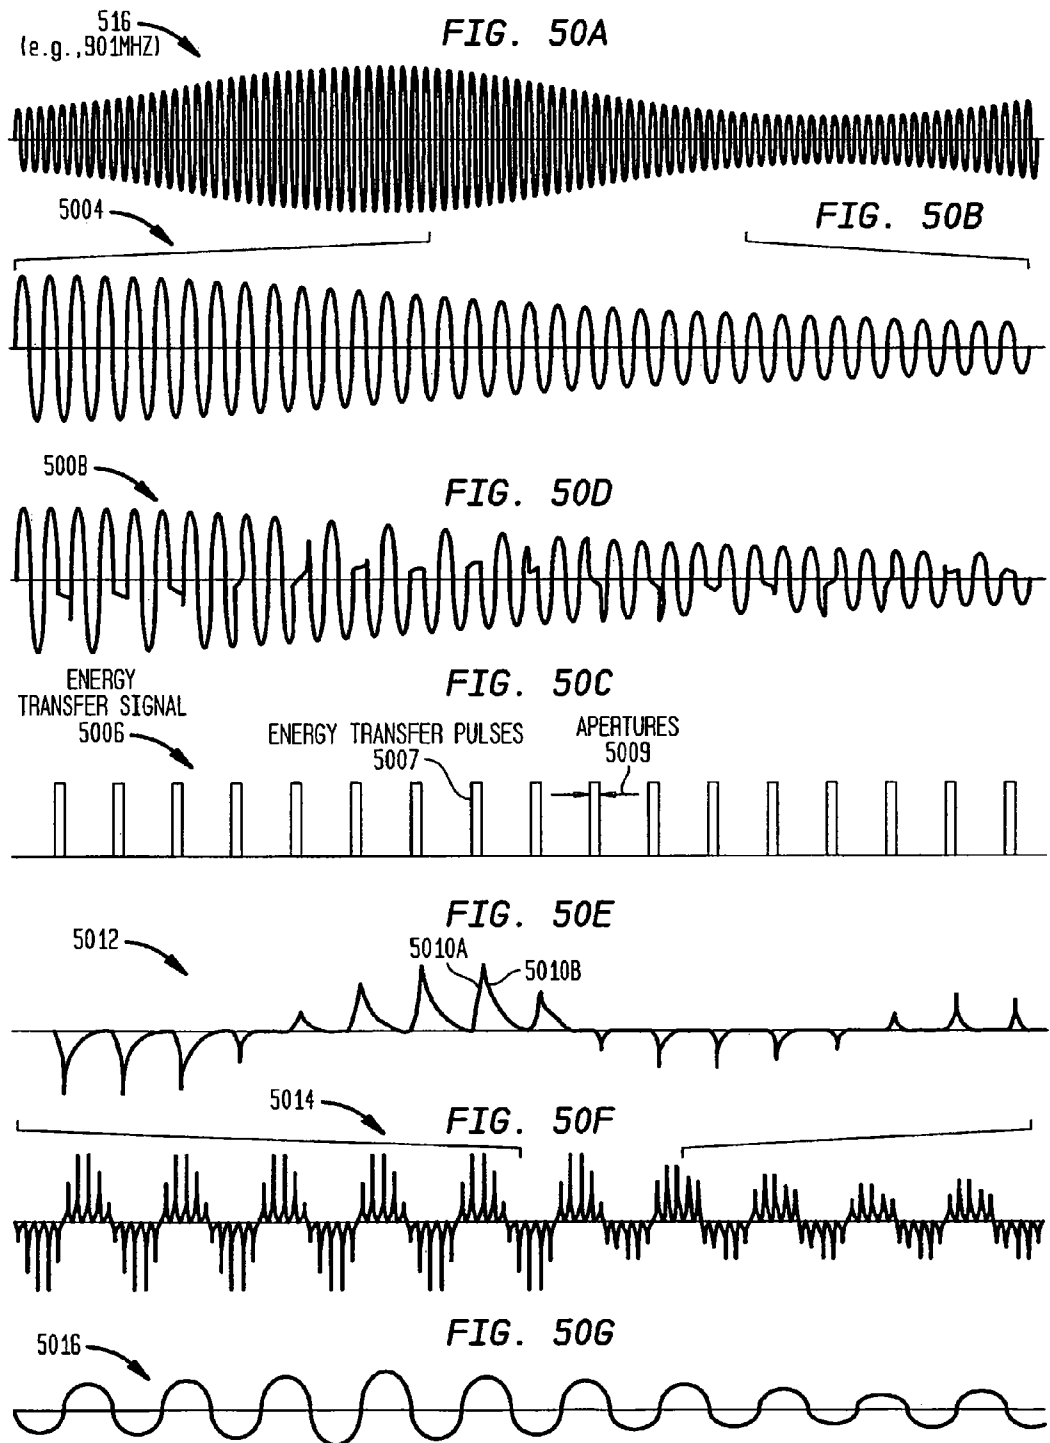 516
(e.g.,901MHZ)
FIG. 50A
5004
FIG. 50B
5008
FIG. 50D
ENERGY
TRANSFER SIGNAL
5006
FIG. 50C
ENERGY TRANSFER PULSES
5007
APERTURES
5009
FIG. 50E
5012
5010A
5010B
5014
FIG. 50F
FIG. 50G
5016